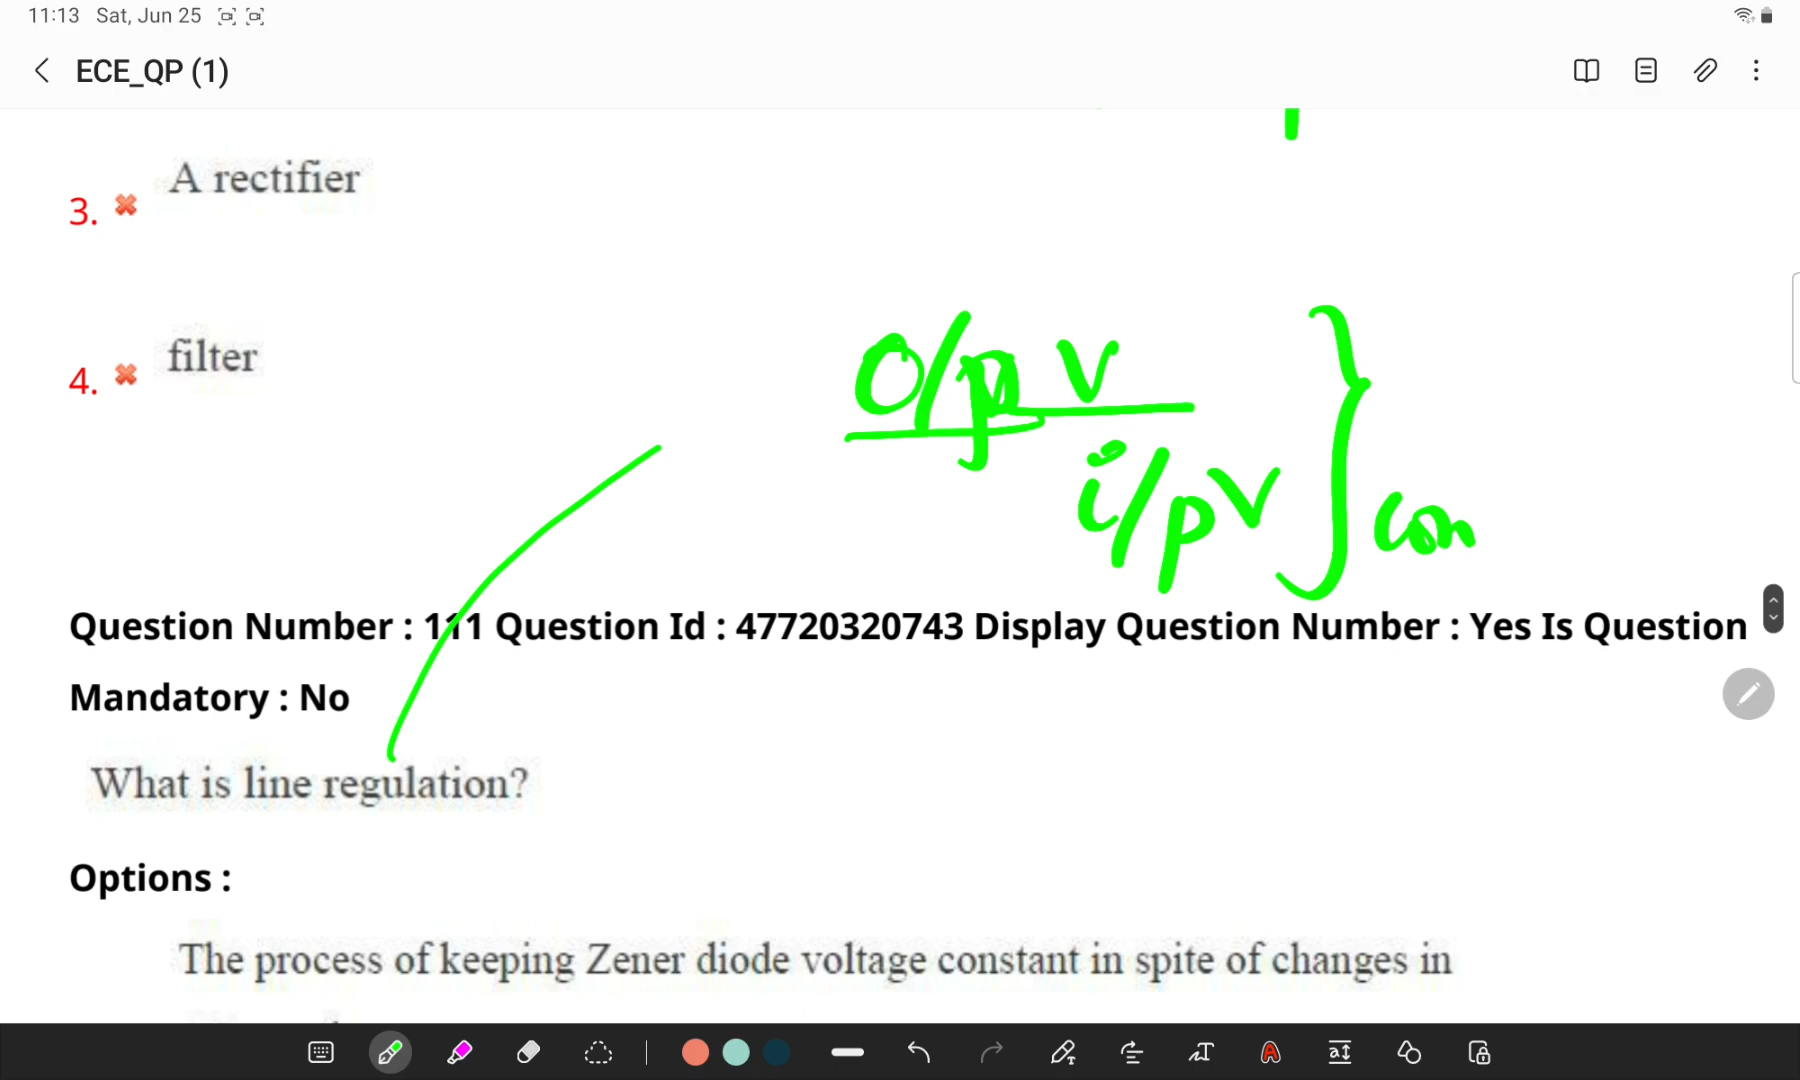 11:13 Sat, Jun 25
ECE_QP (1)
A rectifier
3.
filter
4.
O/p V
i/p V
con
Question Number : 111 Question Id : 47720320743 Display Question Number : Yes Is Question
Mandatory : No
What is line regulation?
Options :
The process of keeping Zener diode voltage constant in spite of changes in